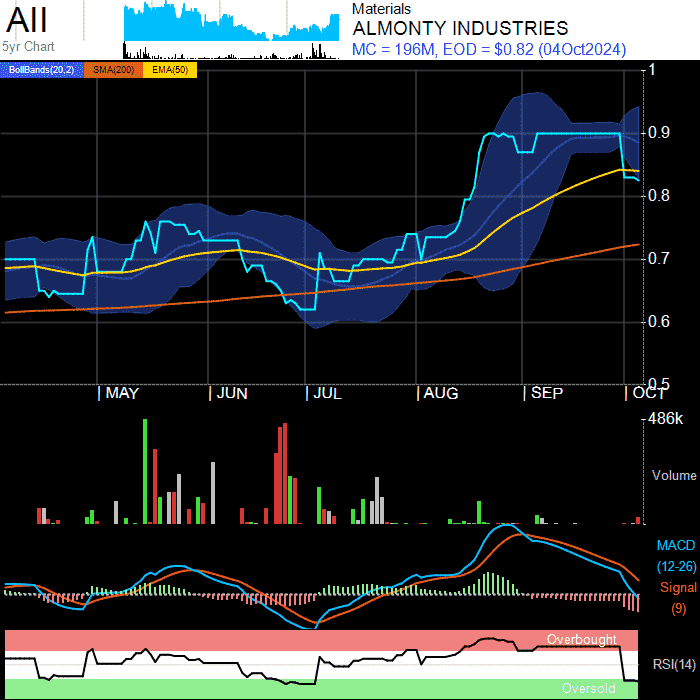 AII
5yr Chart
Materials
ALMONTY INDUSTRIES
MC = 196M, EOD = $0.82 (04Oct2024)
BollBands(20,2) SMA(200) EMA(50)
1
0.9
0.8
0.7
0.6
0.5
MAY JUN JUL AUG SEP OCT
486k
Volume
MACD
(12-26)
Signal
(9)
Overbought
RSI(14)
Oversold